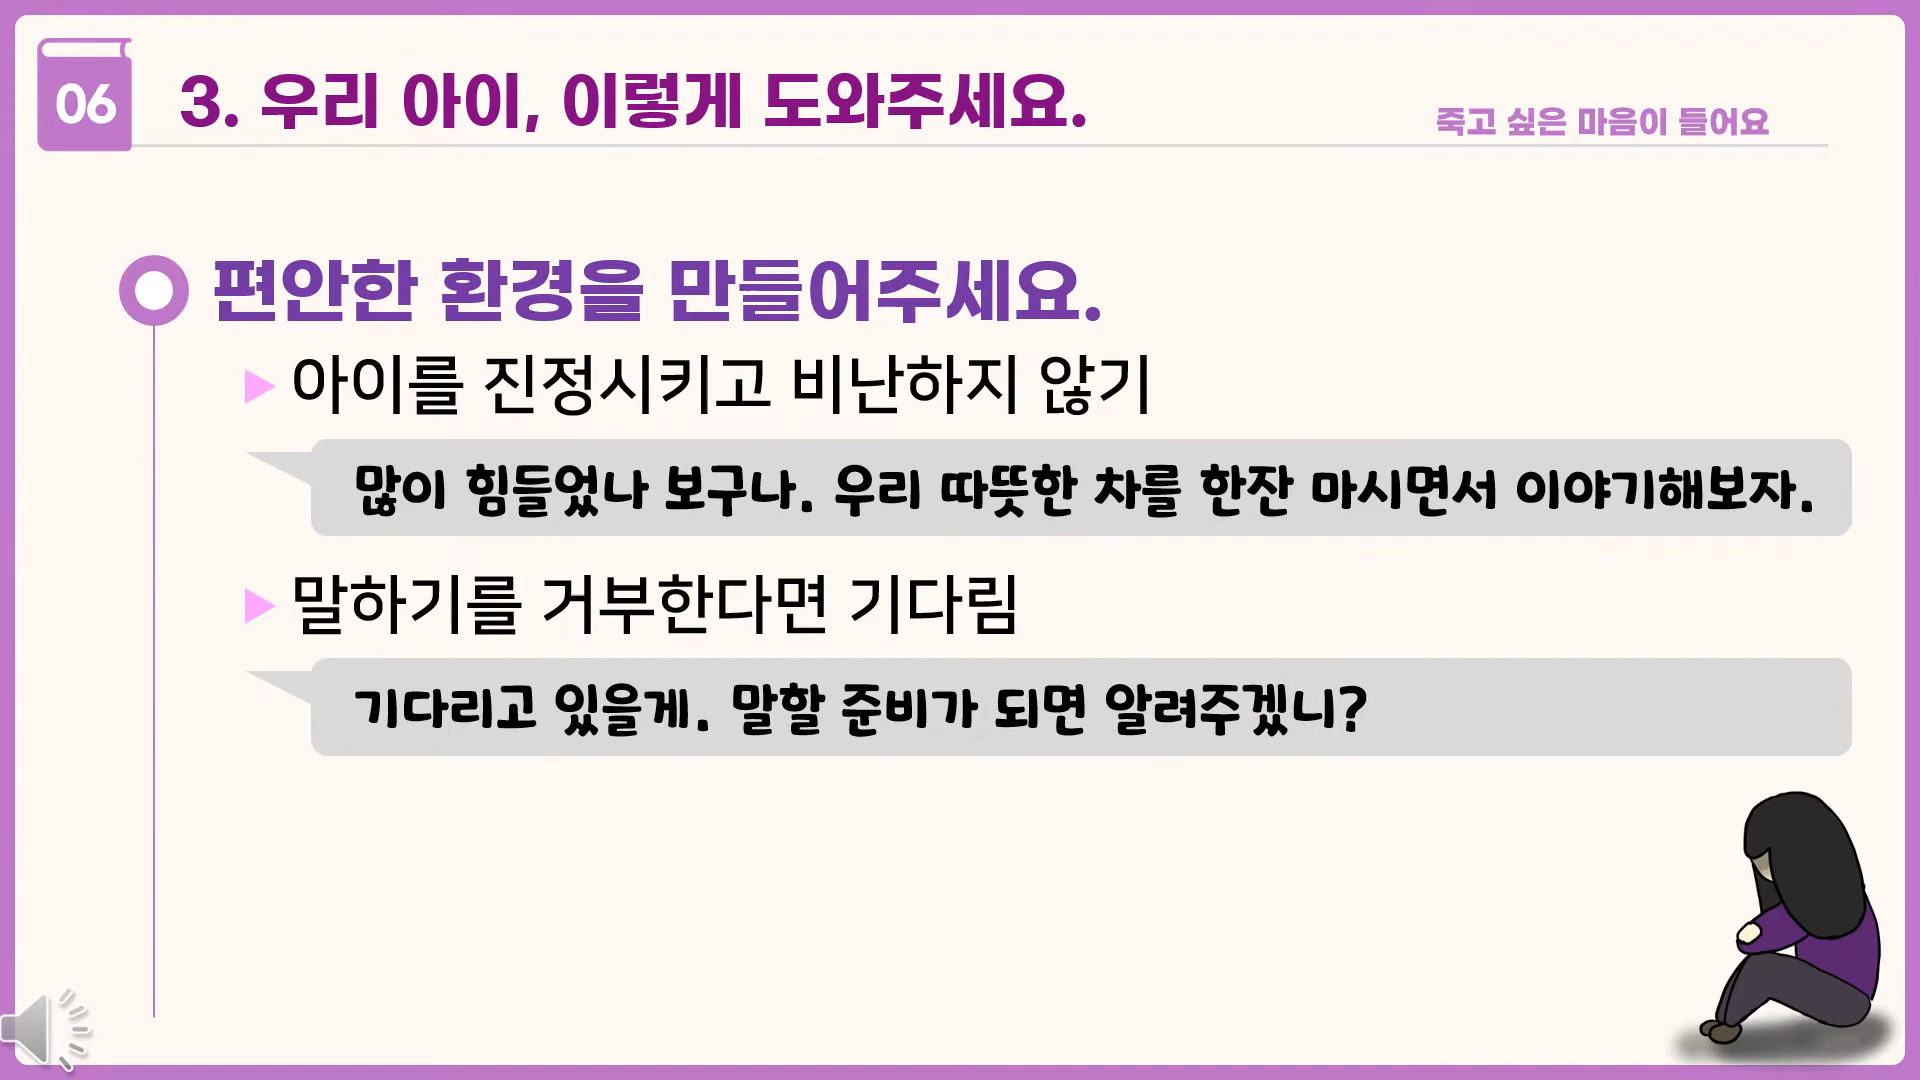 06
3. 우리 아이, 이렇게 도와주세요.
죽고 싶은 마음이 들어요
편안한 환경을 만들어주세요.
아이를 진정시키고 비난하지 않기
많이 힘들었나 보구나. 우리 따뜻한 차를 한잔 마시면서 이야기해보자.
말하기를 거부한다면 기다림
기다리고 있을게. 말할 준비가 되면 알려주겠니?